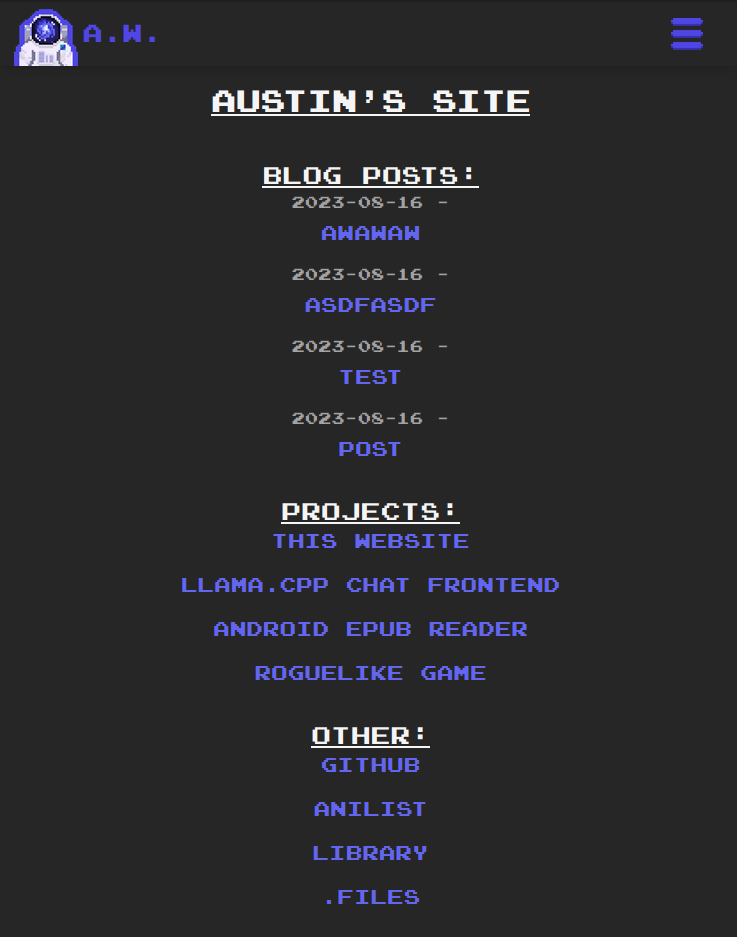 A.W.
AUSTIN'S SITE
BLOG POSTS:
2023-08-16 -
AWAWAW
2023-08-16 -
ASDFASDF
2023-08-16 -
TEST
2023-08-16 -
POST
PROJECTS:
THIS WEBSITE
LLAMA.CPP CHAT FRONTEND
ANDROID EPUB READER
ROGUELIKE GAME
OTHER:
GITHUB
ANILIST
LIBRARY
.FILES